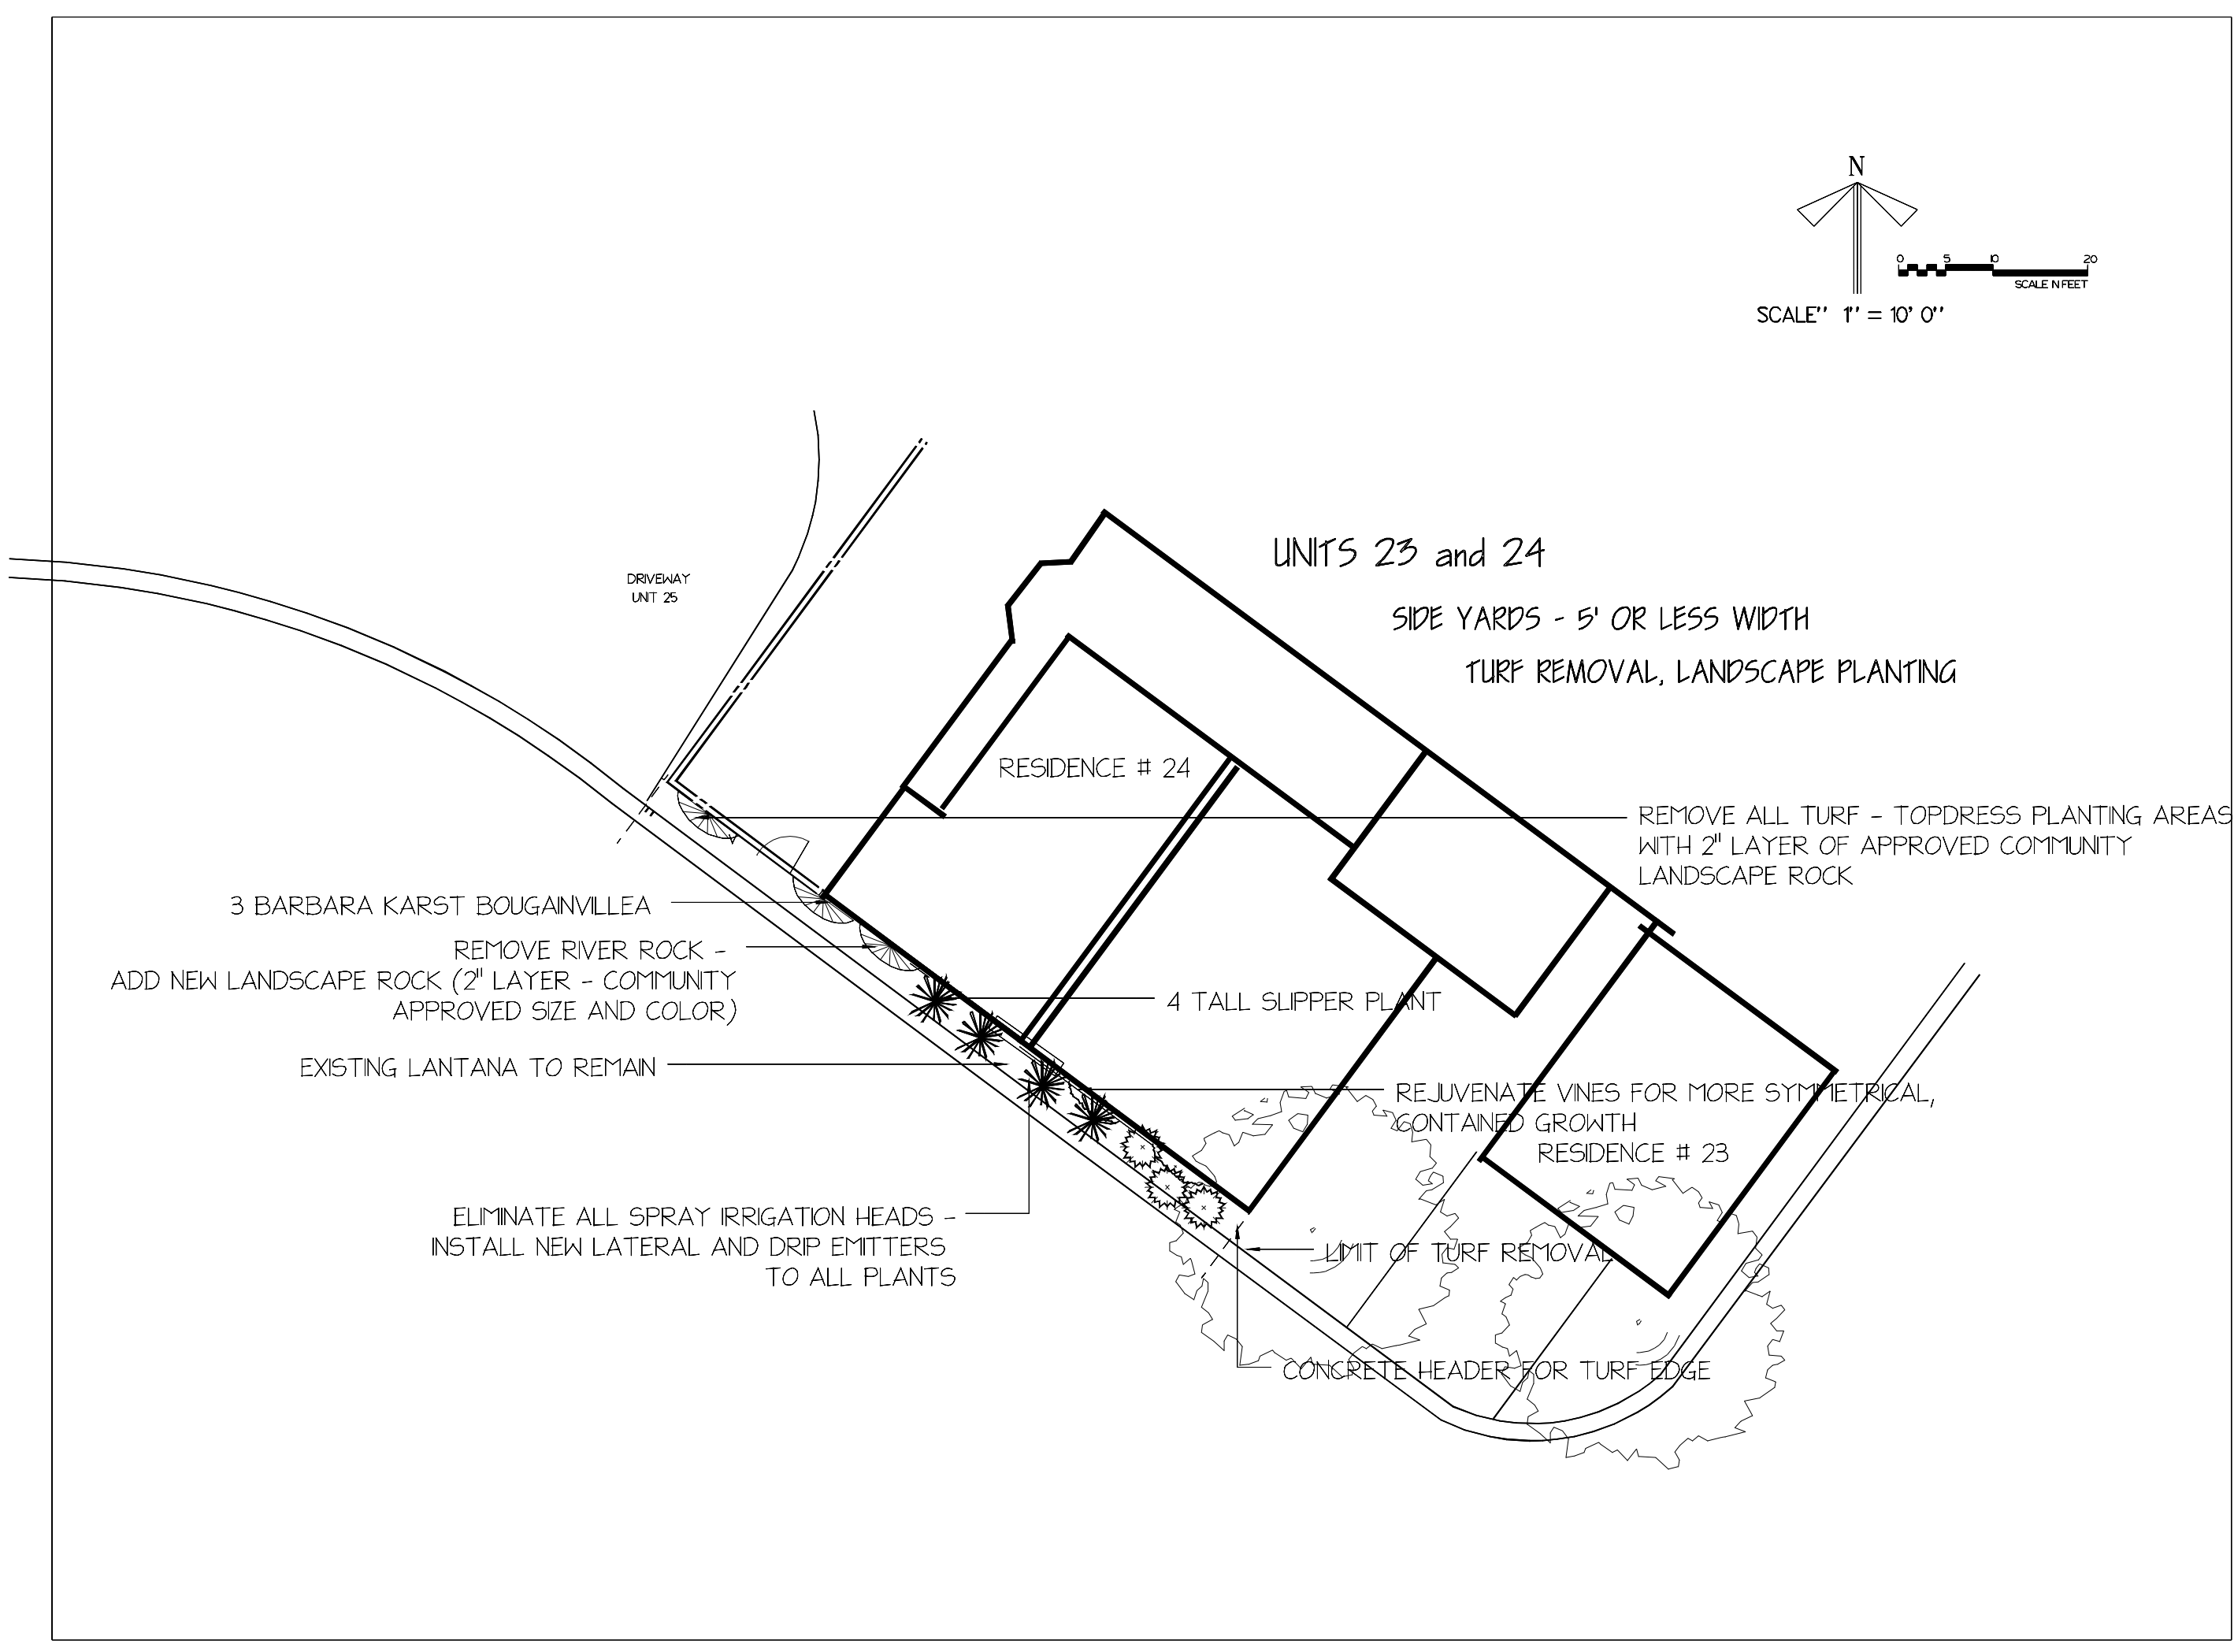 N
0 5 10 20
SCALE IN FEET
SCALE" 1" = 10' 0"
UNITS 23 and 24
SIDE YARDS - 5' OR LESS WIDTH
TURF REMOVAL, LANDSCAPE PLANTING
DRIVEWAY
UNIT 25
RESIDENCE # 24
REMOVE ALL TURF - TOPDRESS PLANTING AREAS
WITH 2" LAYER OF APPROVED COMMUNITY
LANDSCAPE ROCK
3 BARBARA KARST BOUGAINVILLEA
REMOVE RIVER ROCK -
ADD NEW LANDSCAPE ROCK (2" LAYER - COMMUNITY
APPROVED SIZE AND COLOR)
4 TALL SLIPPER PLANT
EXISTING LANTANA TO REMAIN
REJUVENATE VINES FOR MORE SYMMETRICAL,
CONTAINED GROWTH
RESIDENCE # 23
ELIMINATE ALL SPRAY IRRIGATION HEADS -
INSTALL NEW LATERAL AND DRIP EMITTERS
TO ALL PLANTS
LIMIT OF TURF REMOVAL
CONCRETE HEADER FOR TURF EDGE